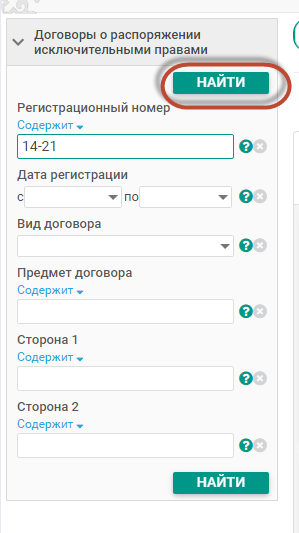 Договоры о распоряжении
исключительными правами
НАЙТИ
Регистрационный номер
Содержит
14-21
Дата регистрации
с по
Вид договора
Предмет договора
Содержит
Сторона 1
Содержит
Сторона 2
Содержит
НАЙТИ